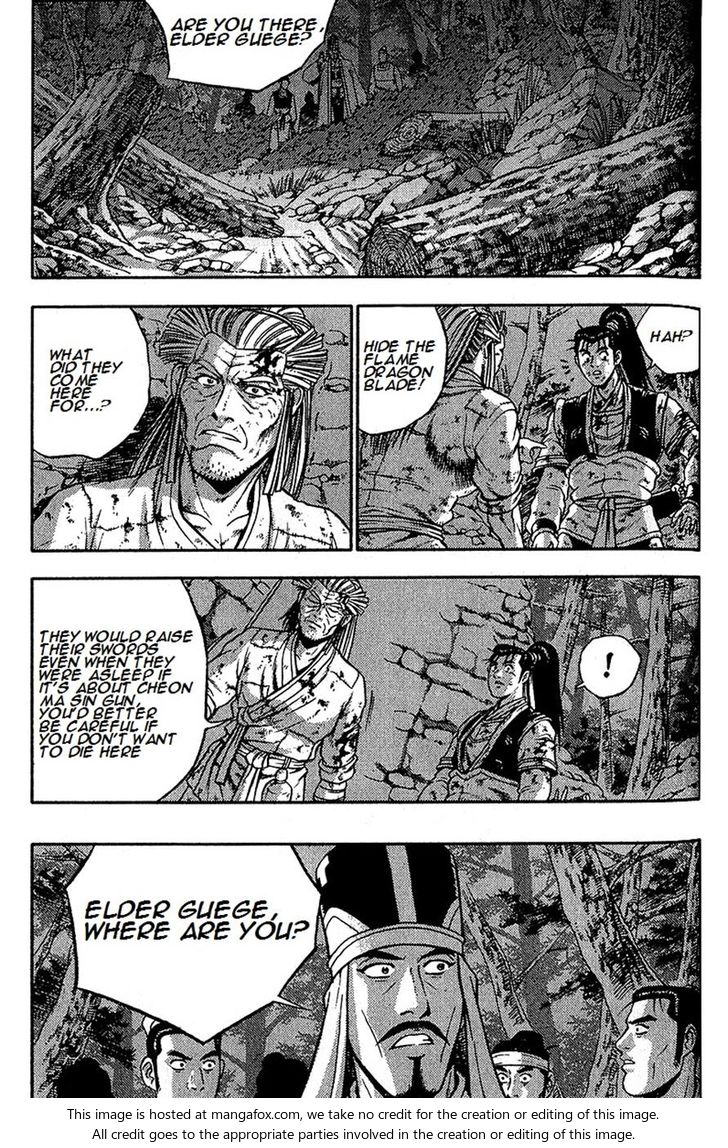 ARE YOU THERE,
ELDER GUEGE?
WHAT
DID THEY
COME
HERE
FOR...?
HIDE THE
FLAME
DRAGON
BLADE!
HAH?
THEY WOULD RAISE
THEIR SWORDS
EVEN WHEN THEY
WERE ASLEEP IF
IT'S ABOUT CHEON
MA SIN GUN,
YOU'D BETTER
BE CAREFUL IF
YOU DON'T WANT
TO DIE HERE
!
ELDER GUEGE,
WHERE ARE YOU?
This image is hosted at mangafox.com, we take no credit for the creation or editing of this image.
All credit goes to the appropriate parties involved in the creation or editing of this image.